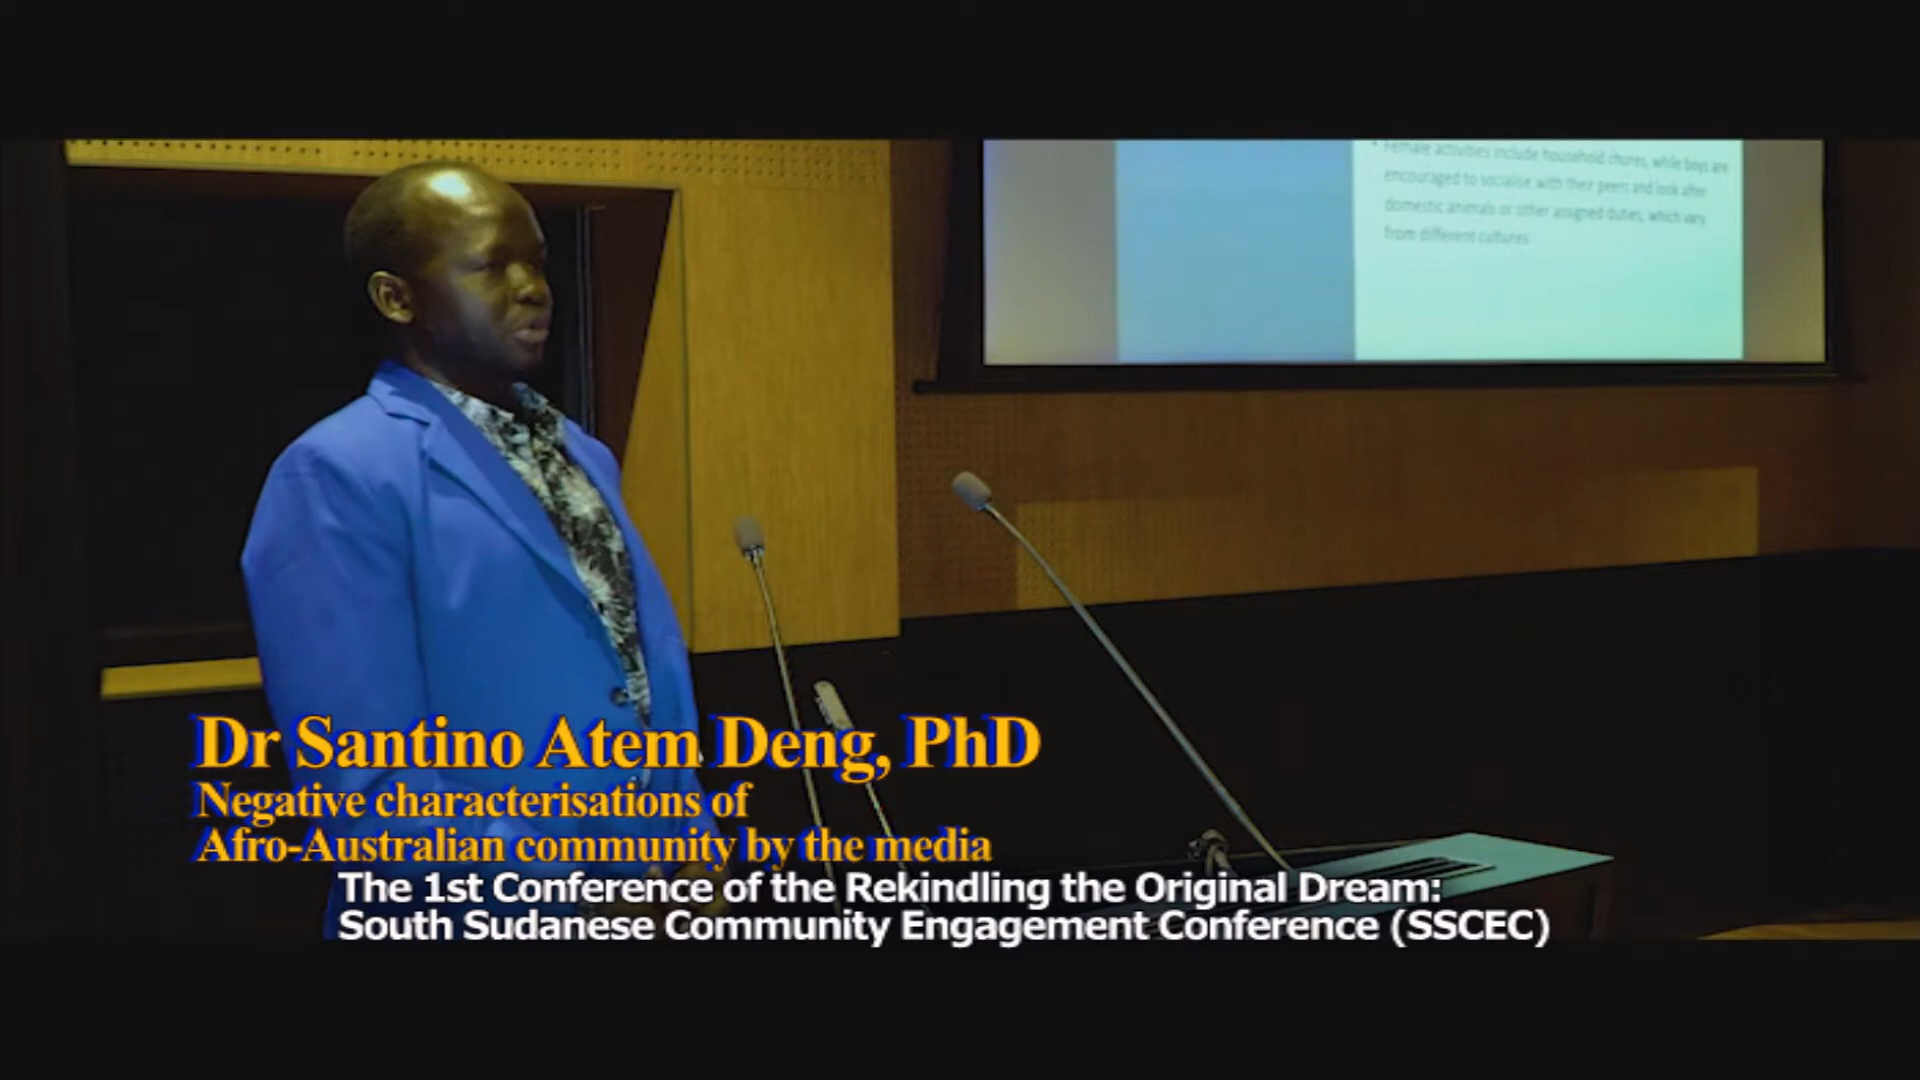 Female activities include household chores, while boys are
encouraged to socialise with their peers and look after
domestic animals or other assigned duties, which vary
from different cultures
Dr Santino Atem Deng, PhD
Negative characterisations of
Afro-Australian community by the media
The 1st Conference of the Rekindling the Original Dream:
South Sudanese Community Engagement Conference (SSCEC)